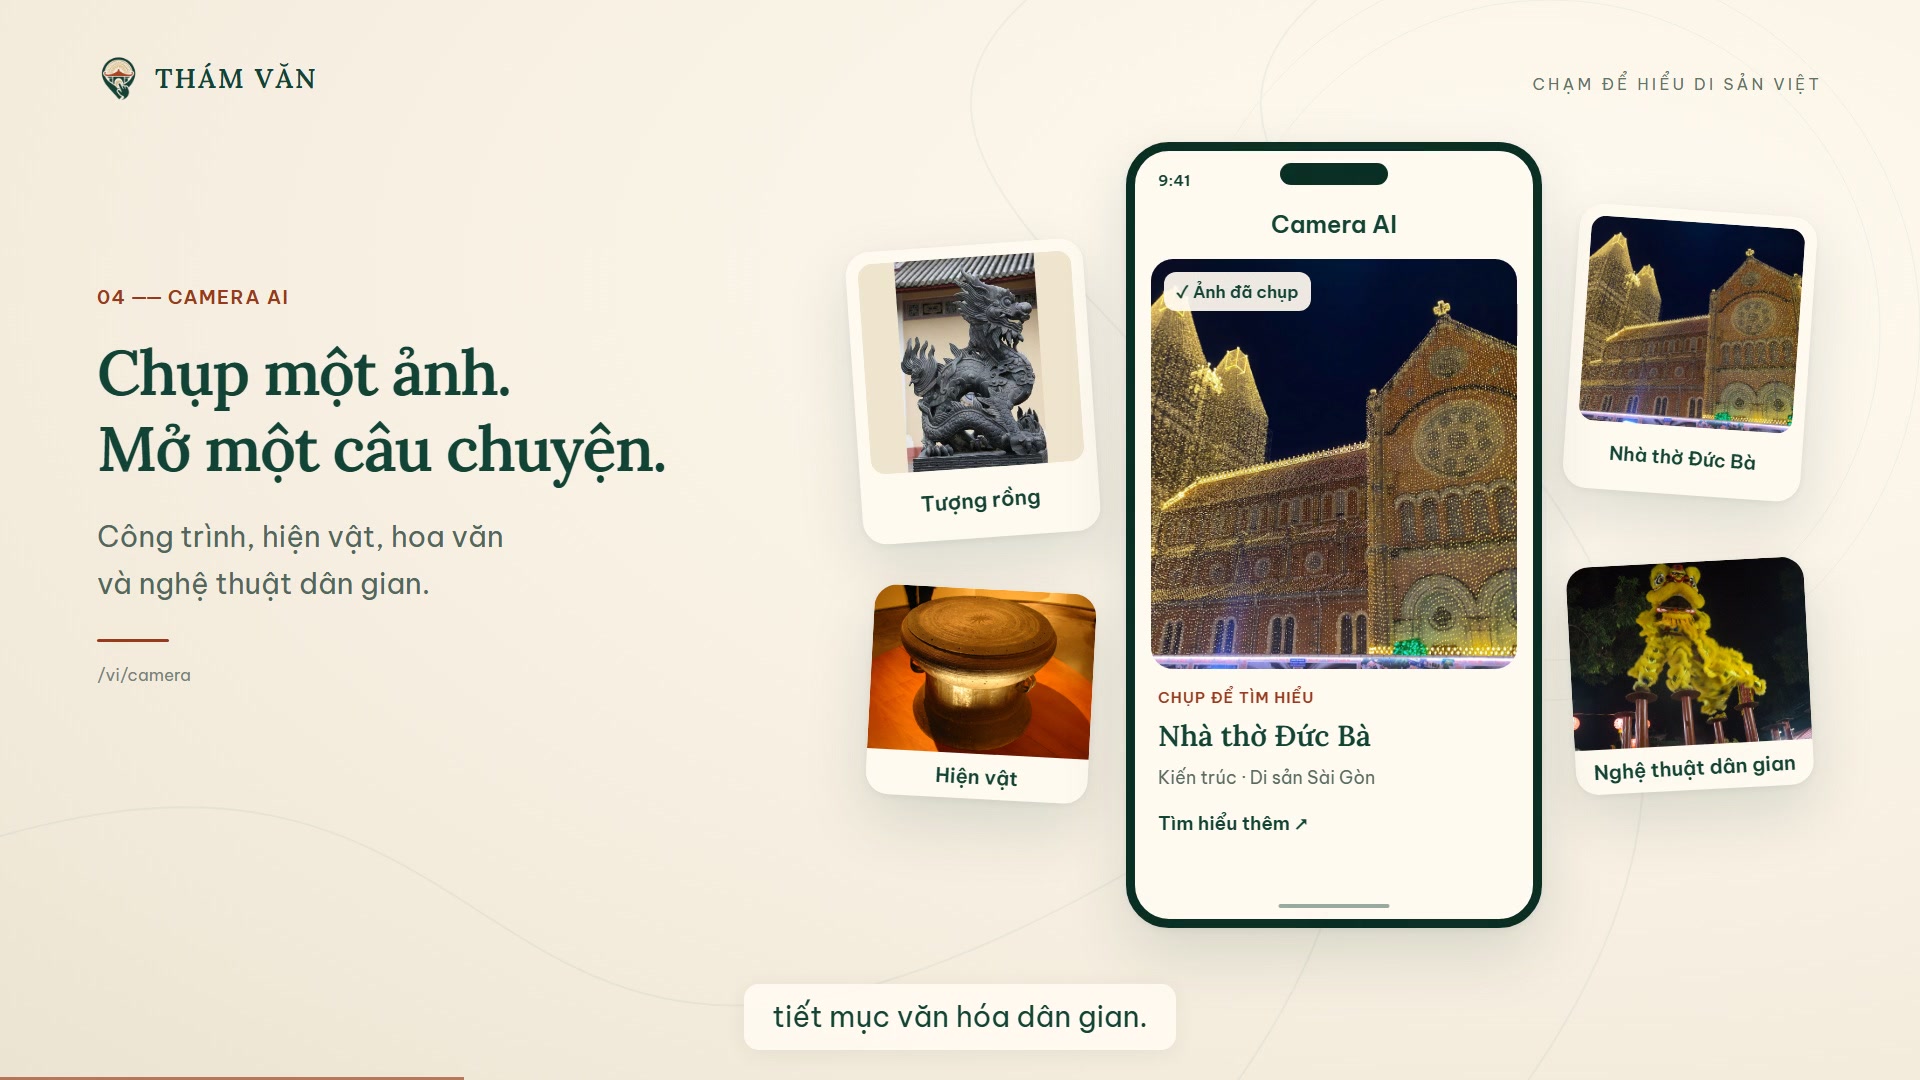 THÁM VĂN
CHẠM ĐỂ HIỂU DI SẢN VIỆT
04 —— CAMERA AI
Chụp một ảnh.
Mở một câu chuyện.
Công trình, hiện vật, hoa văn
và nghệ thuật dân gian.
/vi/camera
Tượng rồng
Hiện vật
9:41
Camera AI
✓ Ảnh đã chụp
CHỤP ĐỂ TÌM HIỂU
Nhà thờ Đức Bà
Kiến trúc · Di sản Sài Gòn
Tìm hiểu thêm ↗
Nhà thờ Đức Bà
Nghệ thuật dân gian
tiết mục văn hóa dân gian.